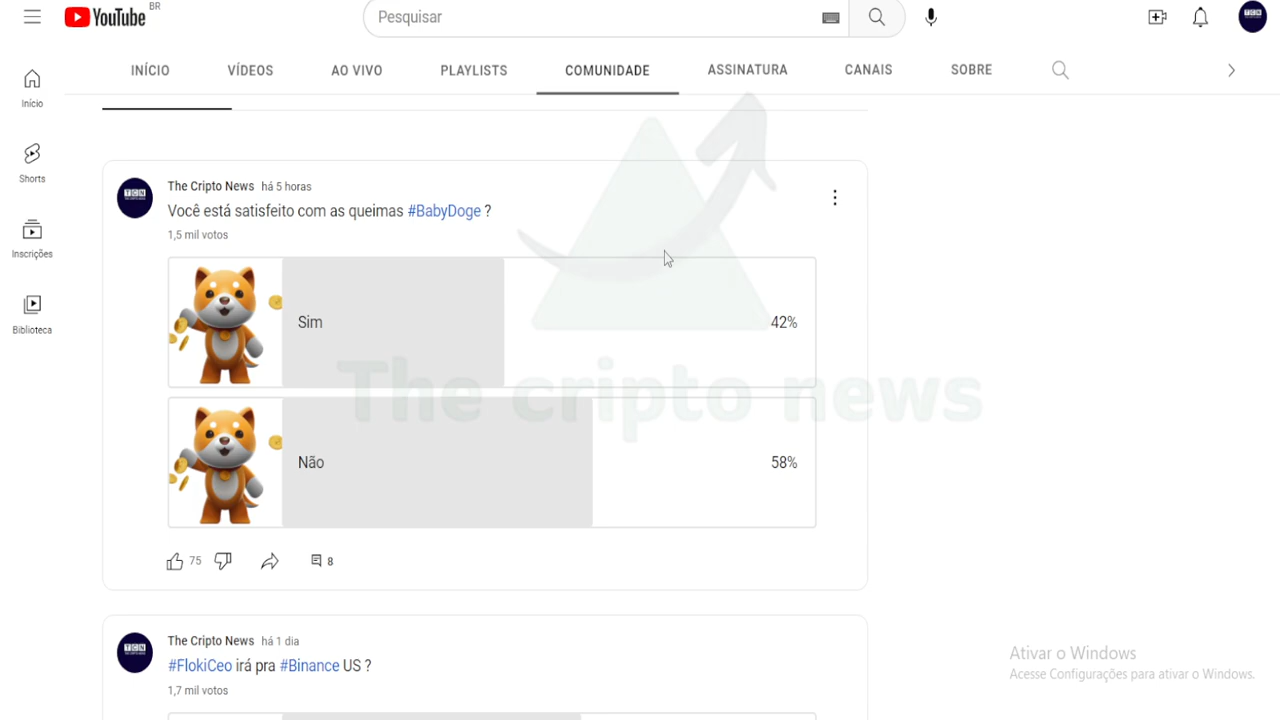 YouTube BR
Pesquisar
INÍCIO VÍDEOS AO VIVO PLAYLISTS COMUNIDADE ASSINATURA CANAIS SOBRE
Início
Shorts
Inscrições
Biblioteca
TCN
The Cripto News há 5 horas
Você está satisfeito com as queimas #BabyDoge ?
1,5 mil votos
Sim 42%
The cripto news
Não 58%
75 8
TCN
The Cripto News há 1 dia
#FlokiCeo irá pra #Binance US ?
1,7 mil votos
Ativar o Windows
Acesse Configurações para ativar o Windows.